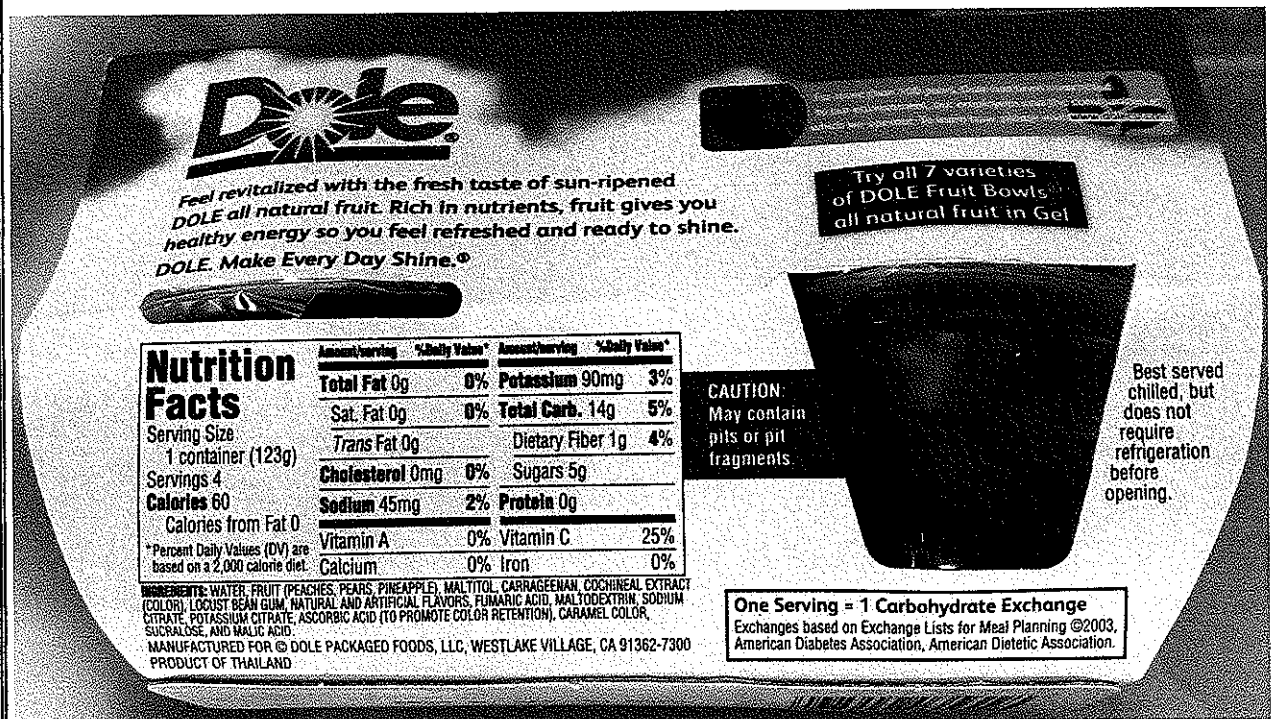 Dole®
Feel revitalized with the fresh taste of sun-ripened
DOLE all natural fruit. Rich in nutrients, fruit gives you
healthy energy so you feel refreshed and ready to shine.
DOLE. Make Every Day Shine.®
Try all 7 varieties
of DOLE Fruit Bowls®
all natural fruit in Gel
Nutrition
Facts
Serving Size
1 container (123g)
Servings 4
Calories 60
Calories from Fat 0
*Percent Daily Values (DV) are
based on a 2,000 calorie diet.
Amount/serving %Daily Value*
Total Fat 0g 0%
Sat. Fat 0g 0%
Trans Fat 0g
Cholesterol 0mg 0%
Sodium 45mg 2%
Vitamin A 0%
Calcium 0%
Amount/serving %Daily Value*
Potassium 90mg 3%
Total Carb. 14g 5%
Dietary Fiber 1g 4%
Sugars 5g
Protein 0g
Vitamin C 25%
Iron 0%
CAUTION:
May contain
pits or pit
fragments.
Best served
chilled, but
does not
require
refrigeration
before
opening.
INGREDIENTS: WATER, FRUIT (PEACHES, PEARS, PINEAPPLE), MALTITOL, CARRAGEENAN, COCHINEAL EXTRACT
(COLOR), LOCUST BEAN GUM, NATURAL AND ARTIFICIAL FLAVORS, FUMARIC ACID, MALTODEXTRIN, SODIUM
CITRATE, POTASSIUM CITRATE, ASCORBIC ACID (TO PROMOTE COLOR RETENTION), CARAMEL COLOR,
SUCRALOSE, AND MALIC ACID.
MANUFACTURED FOR © DOLE PACKAGED FOODS, LLC, WESTLAKE VILLAGE, CA 91362-7300
PRODUCT OF THAILAND
One Serving = 1 Carbohydrate Exchange
Exchanges based on Exchange Lists for Meal Planning ©2003,
American Diabetes Association, American Dietetic Association.